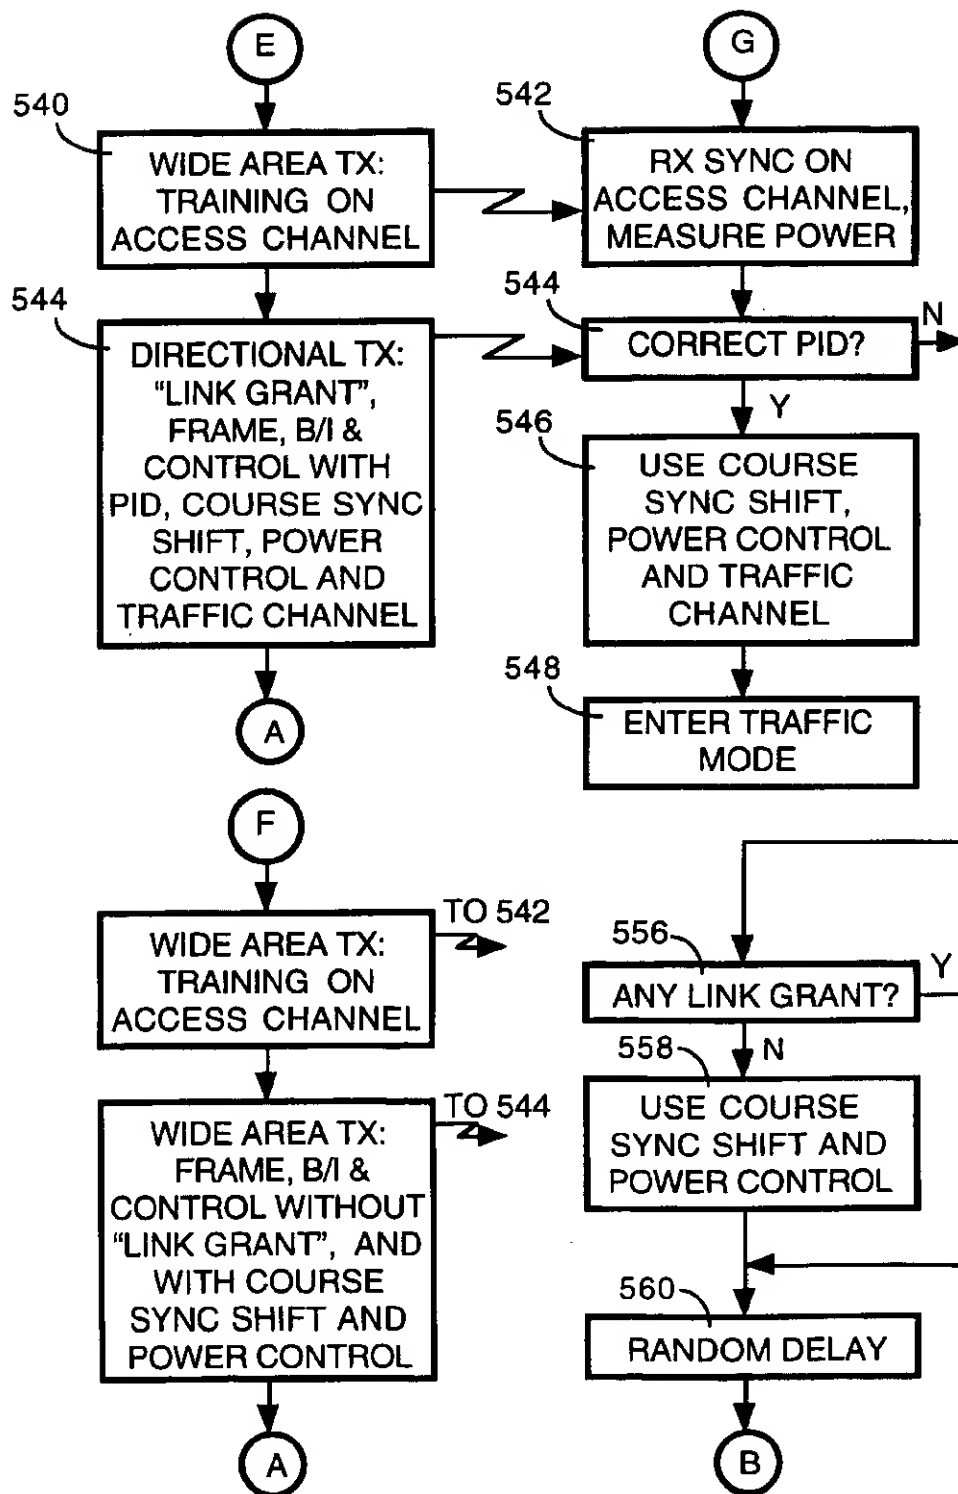 E
540
WIDE AREA TX:
TRAINING ON
ACCESS CHANNEL
544
DIRECTIONAL TX:
"LINK GRANT",
FRAME, B/I &
CONTROL WITH
PID, COURSE SYNC
SHIFT, POWER
CONTROL AND
TRAFFIC CHANNEL
A
G
542
RX SYNC ON
ACCESS CHANNEL,
MEASURE POWER
544
CORRECT PID?
N
Y
546
USE COURSE
SYNC SHIFT,
POWER CONTROL
AND TRAFFIC
CHANNEL
548
ENTER TRAFFIC
MODE
F
WIDE AREA TX:
TRAINING ON
ACCESS CHANNEL
TO 542
WIDE AREA TX:
FRAME, B/I &
CONTROL WITHOUT
"LINK GRANT", AND
WITH COURSE
SYNC SHIFT AND
POWER CONTROL
TO 544
A
556
ANY LINK GRANT?
Y
N
558
USE COURSE
SYNC SHIFT AND
POWER CONTROL
560
RANDOM DELAY
B